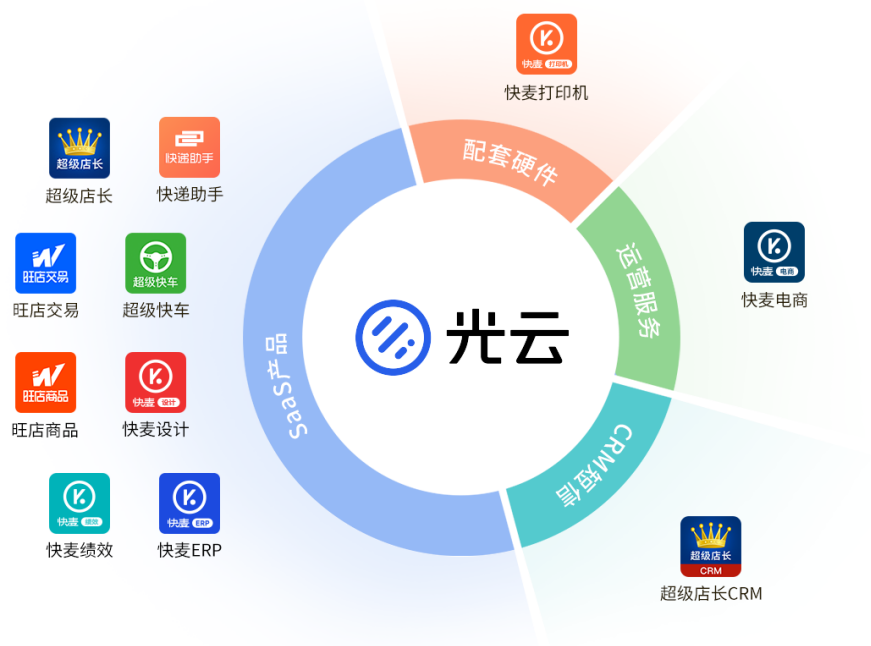 快麦 打印机
快麦打印机
配套硬件
超级店长
超级店长
快递助手
快递助手
运营服务
快麦 电商
快麦电商
旺店交易
旺店交易
超级快车
超级快车
光云
SaaS产品
旺店商品
旺店商品
快麦 设计
快麦设计
CRM短信
快麦 绩效
快麦绩效
快麦 ERP
快麦ERP
超级店长
CRM
超级店长CRM